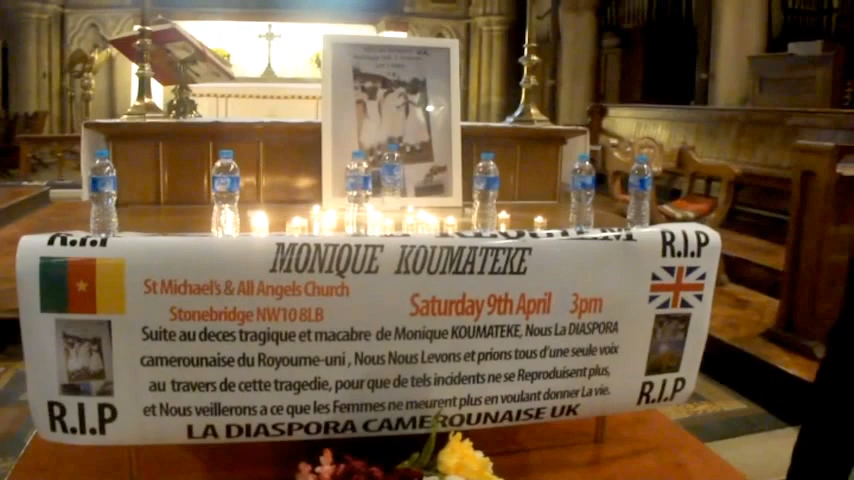 R.I.P
R.I.P
MONIQUE KOUMATEKE
St Michael's & All Angels Church
Stonebridge NW10 8LB
Saturday 9th April 3pm
Suite au deces tragique et macabre de Monique KOUMATEKE, Nous La DIASPORA
camerounaise du Royoume-uni , Nous Nous Levons et prions tous d'une seule voix
au travers de cette tragedie, pour que de tels incidents ne se Reproduisent plus,
et Nous veillerons a ce que les Femmes ne meurent plus en voulant donner La vie.
R.I.P
R.I.P
LA DIASPORA CAMEROUNAISE UK